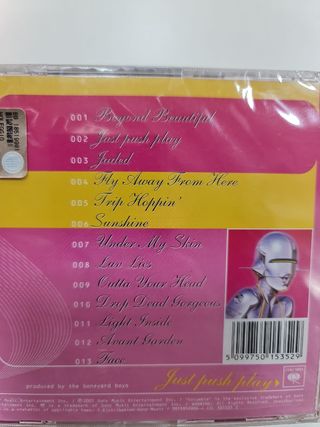 001 Beyond Beautiful
002 Just push play
003 Jaded
004 Fly Away From Here
005 Trip Hoppin'
006 Sunshine
007 Under My Skin
008 Luv Lies
009 Outta Your Head
010 Drop Dead Gorgeous
011 Light Inside
012 Avant Garden
013 Face
5 099750 153529
produced by the boneyard boys
Just push play